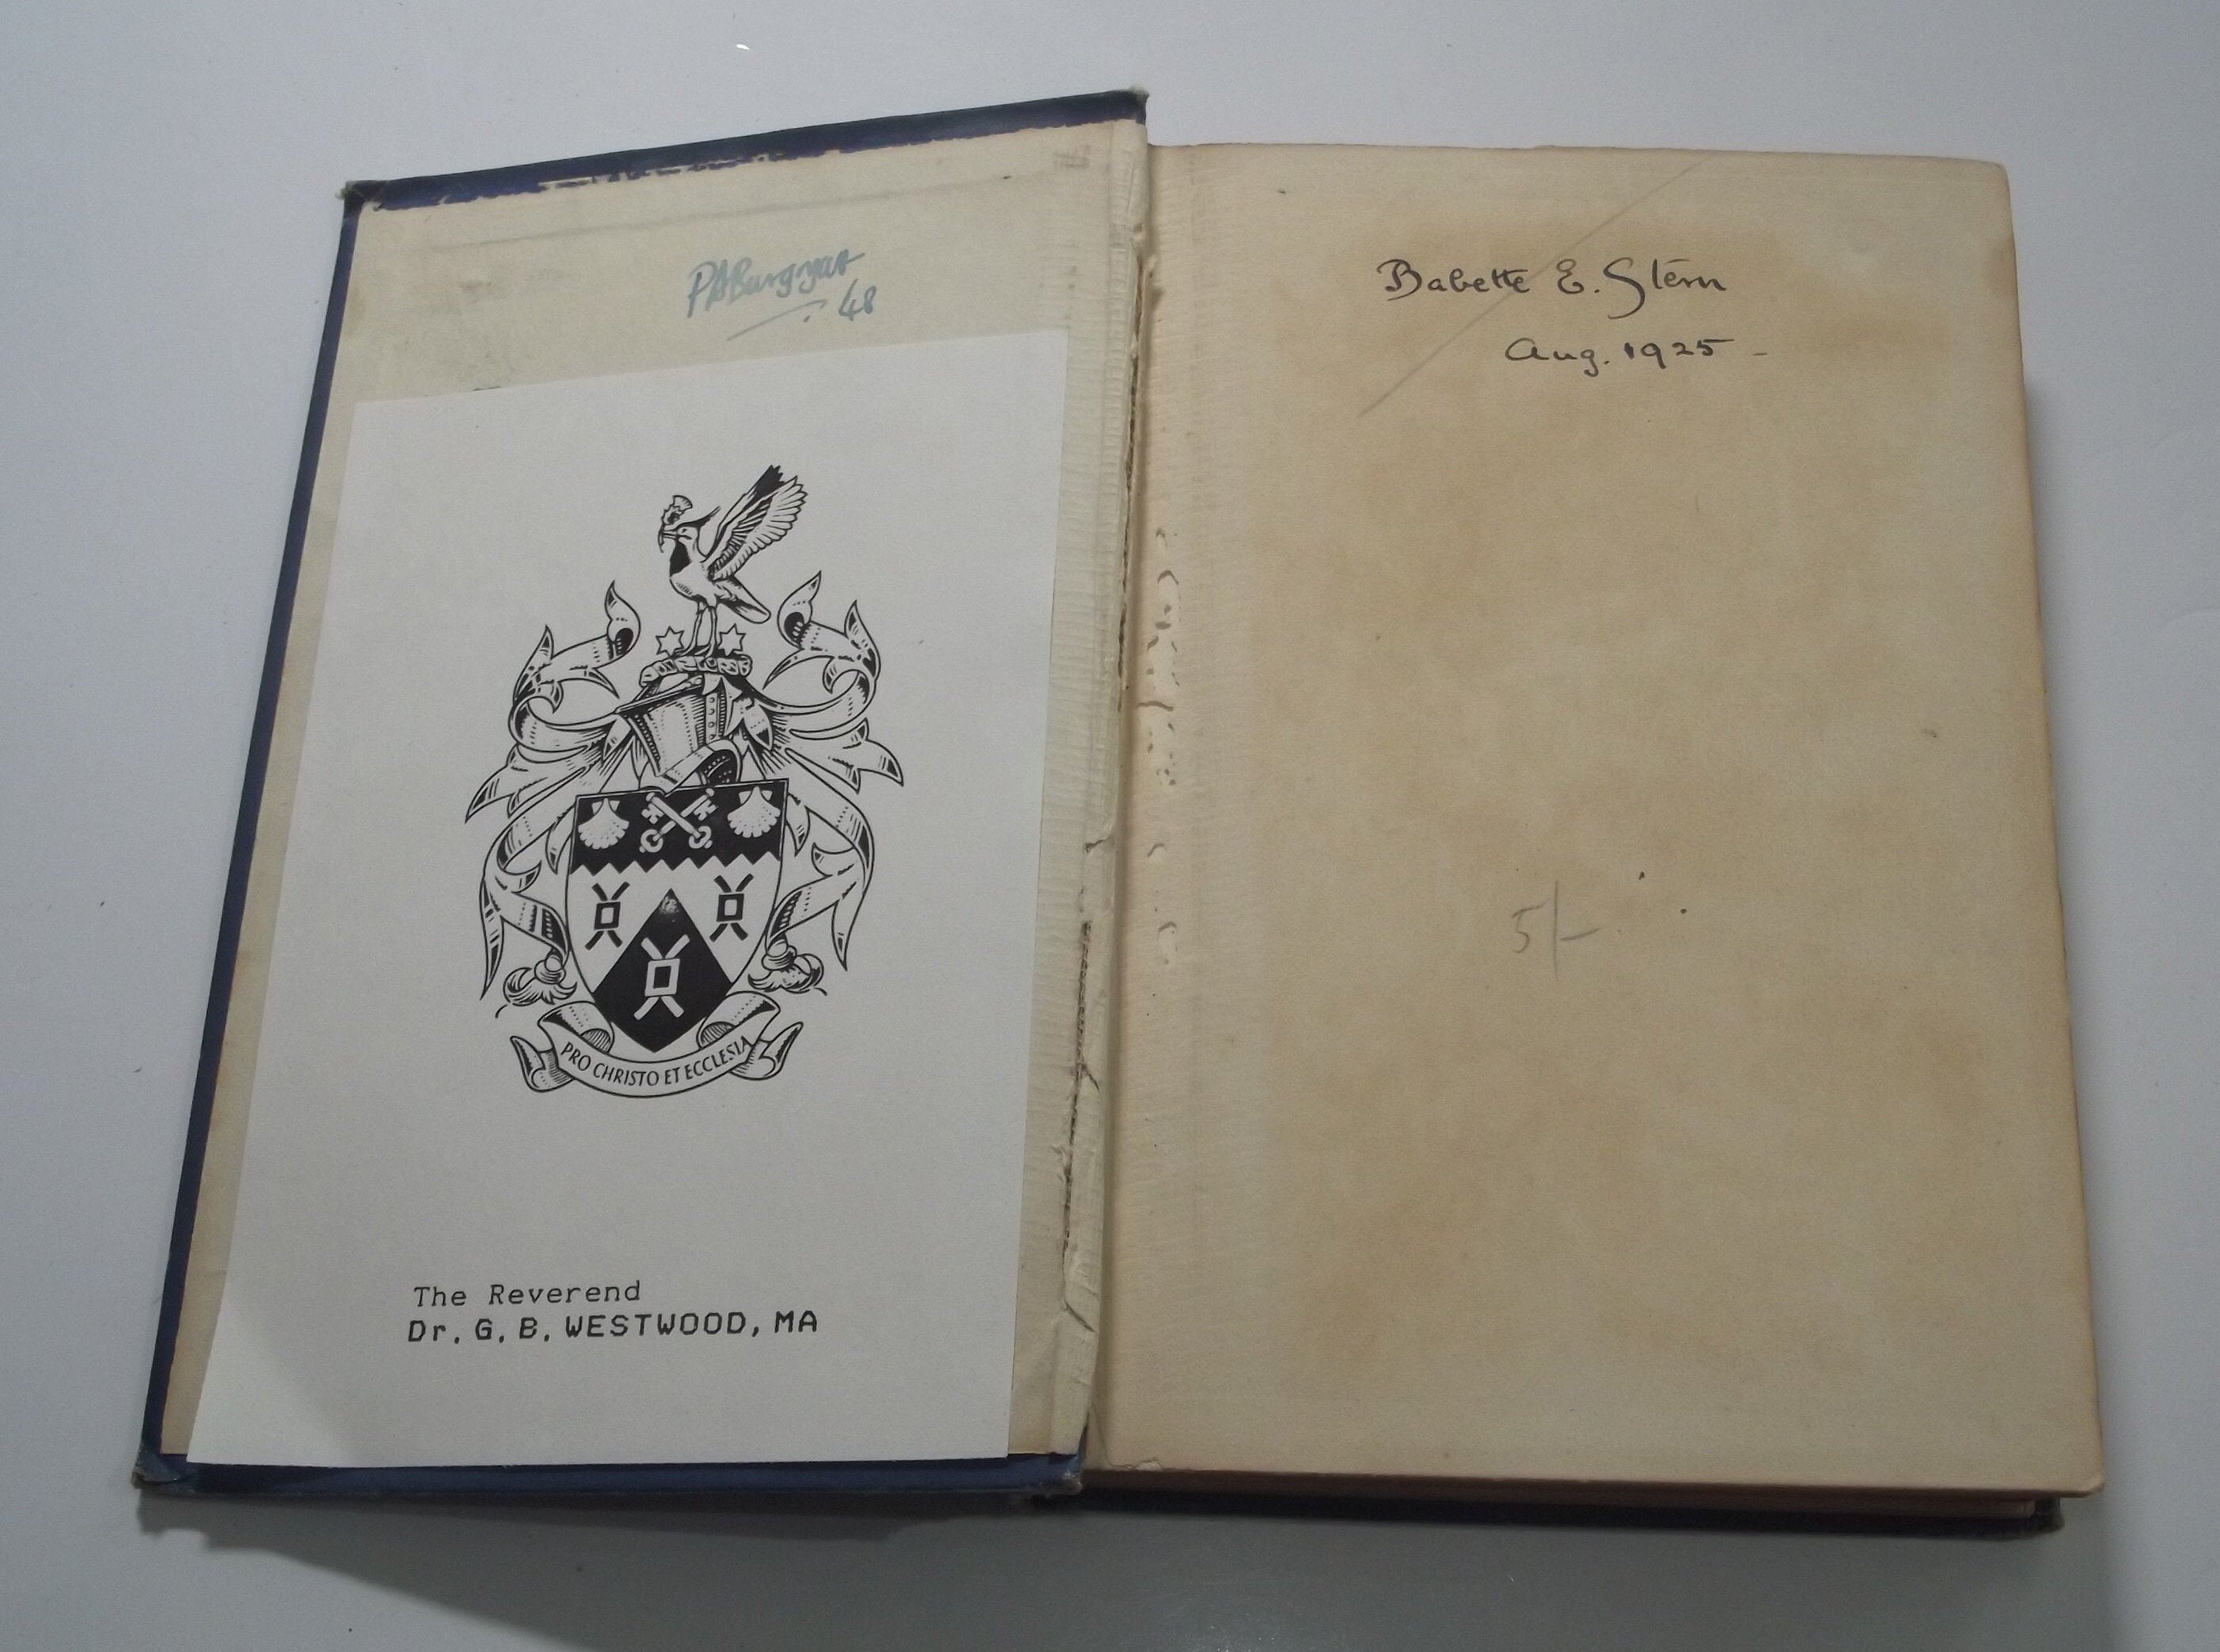 48
PRO CHRISTO ET ECCLESIA
The Reverend
Dr. G. B. WESTWOOD, MA
Babette E. Stern
Aug. 1925 -
5/-